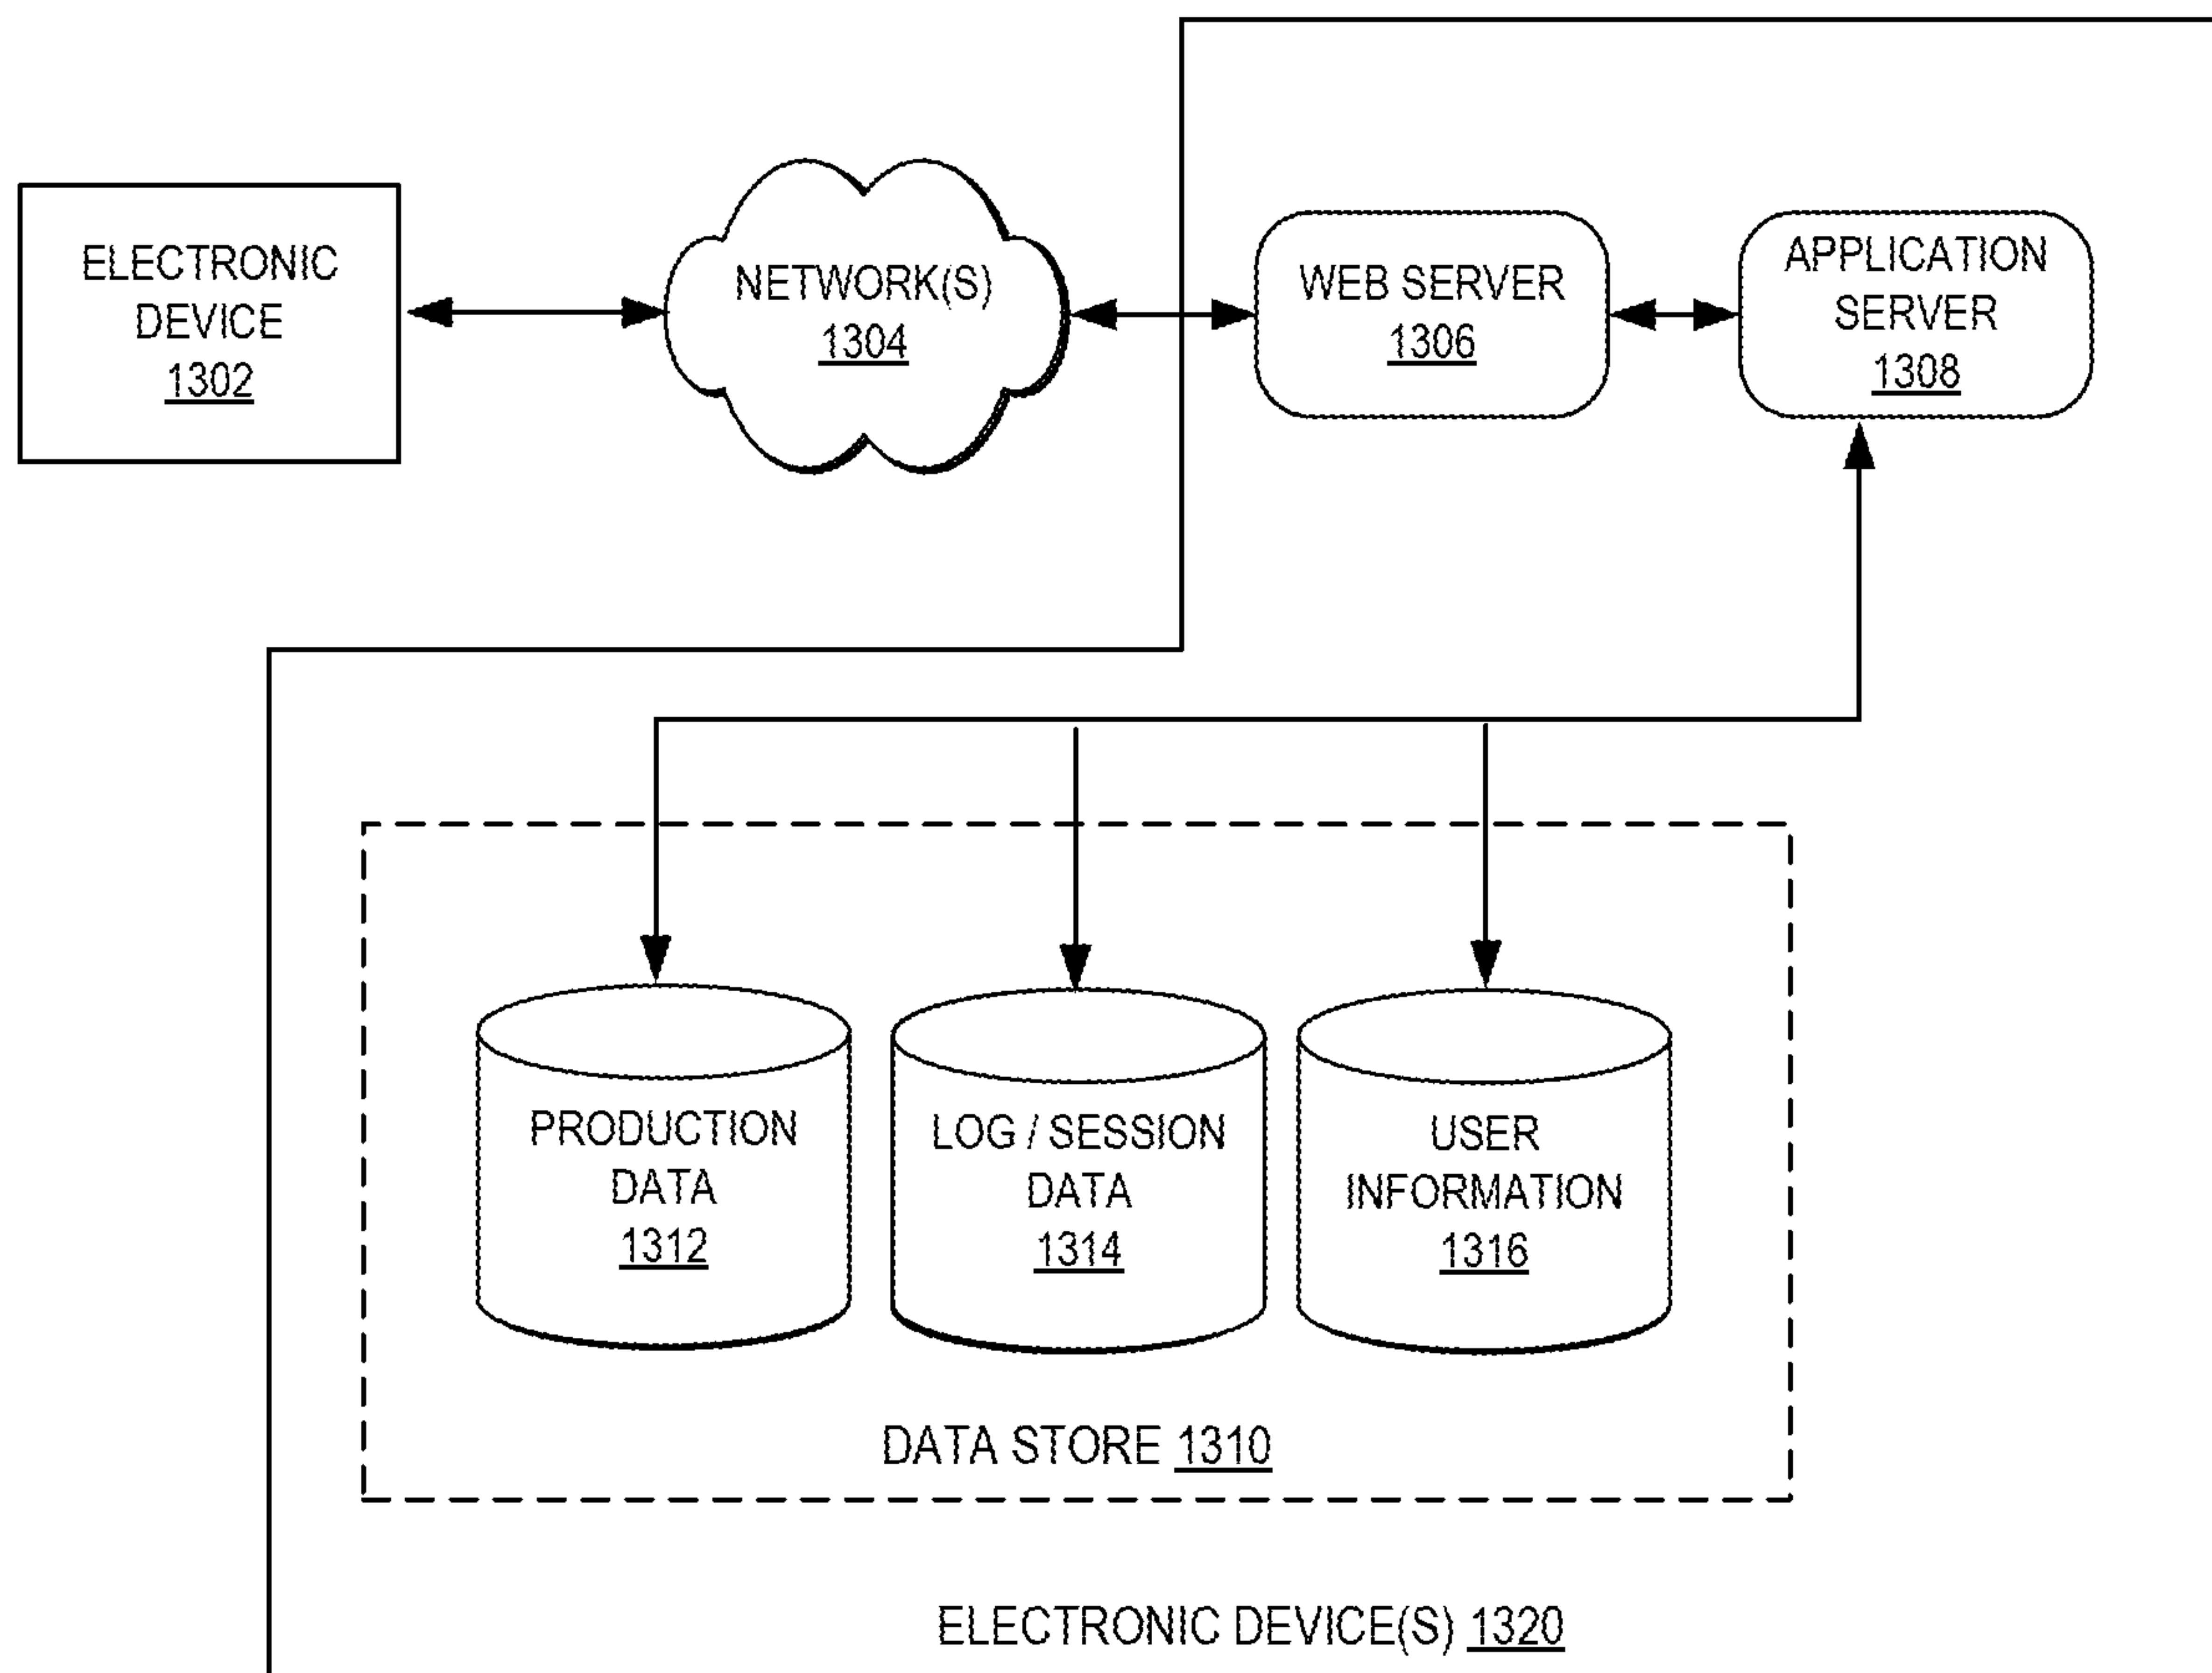 ELECTRONIC
DEVICE
1302
NETWORK(S)
1304
WEB SERVER
1306
APPLICATION
SERVER
1308
PRODUCTION
DATA
1312
LOG / SESSION
DATA
1314
USER
INFORMATION
1316
DATA STORE 1310
ELECTRONIC DEVICE(S) 1320